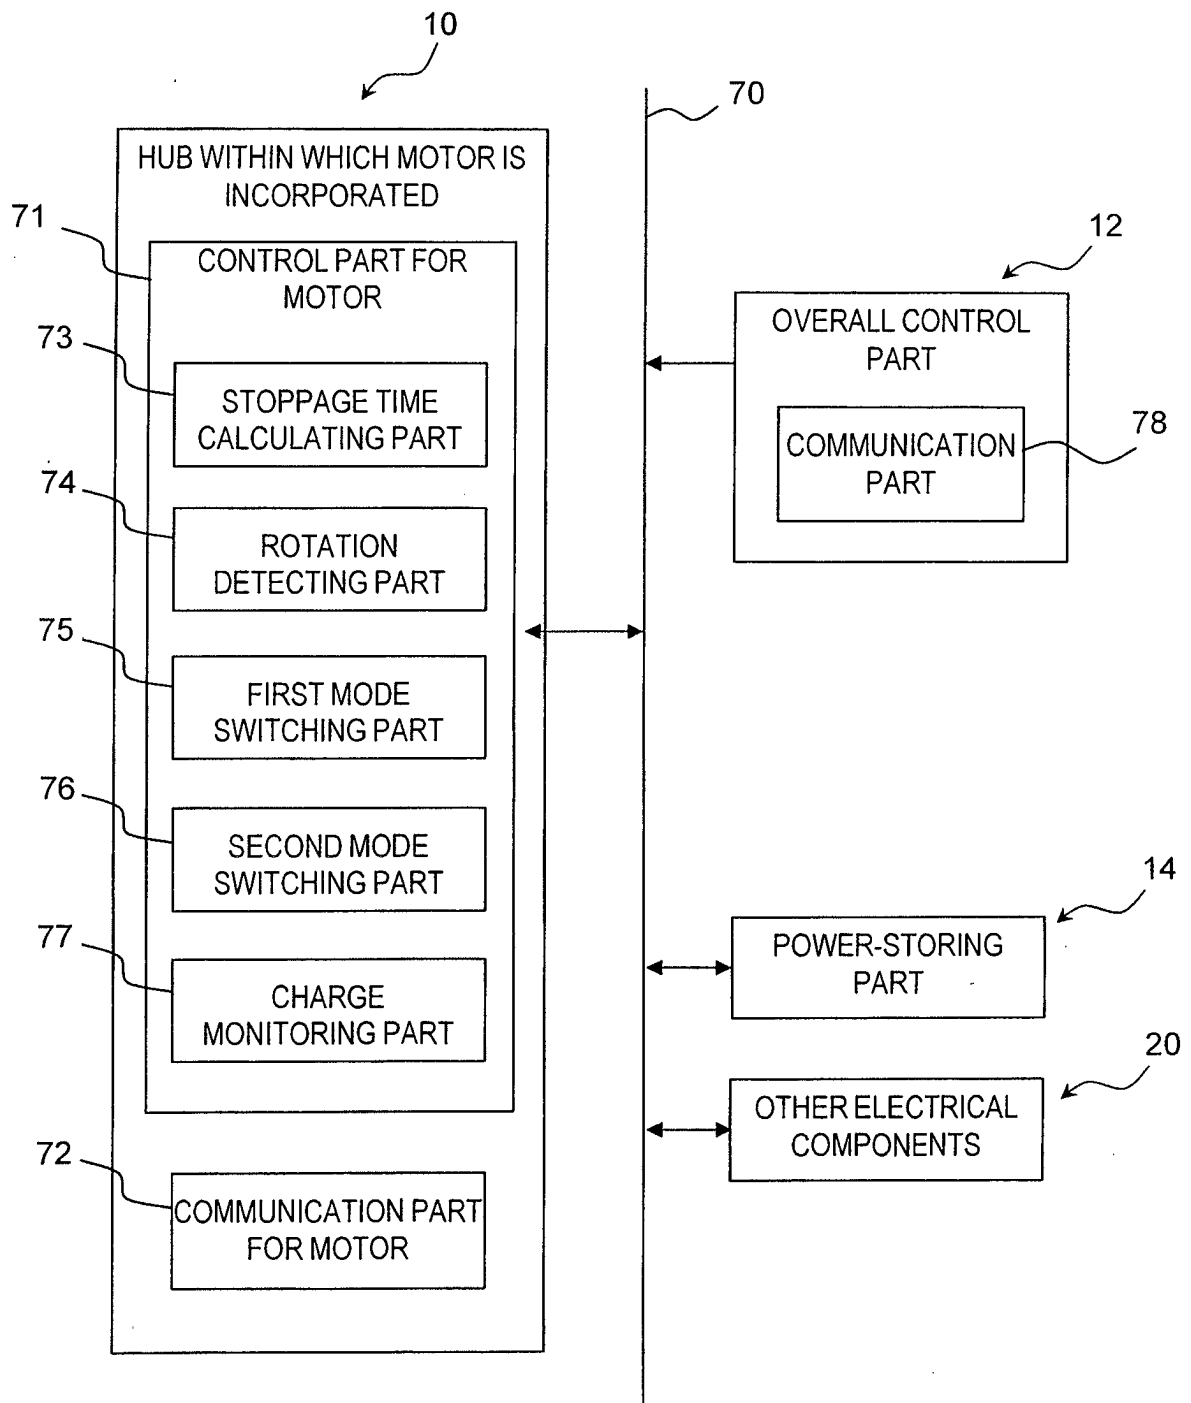 10
70
HUB WITHIN WHICH MOTOR IS
INCORPORATED
71
CONTROL PART FOR
MOTOR
12
OVERALL CONTROL
PART
73
STOPPAGE TIME
CALCULATING PART
COMMUNICATION
PART
78
74
ROTATION
DETECTING PART
75
FIRST MODE
SWITCHING PART
76
SECOND MODE
SWITCHING PART
14
POWER-STORING
PART
77
CHARGE
MONITORING PART
20
OTHER ELECTRICAL
COMPONENTS
72
COMMUNICATION PART
FOR MOTOR